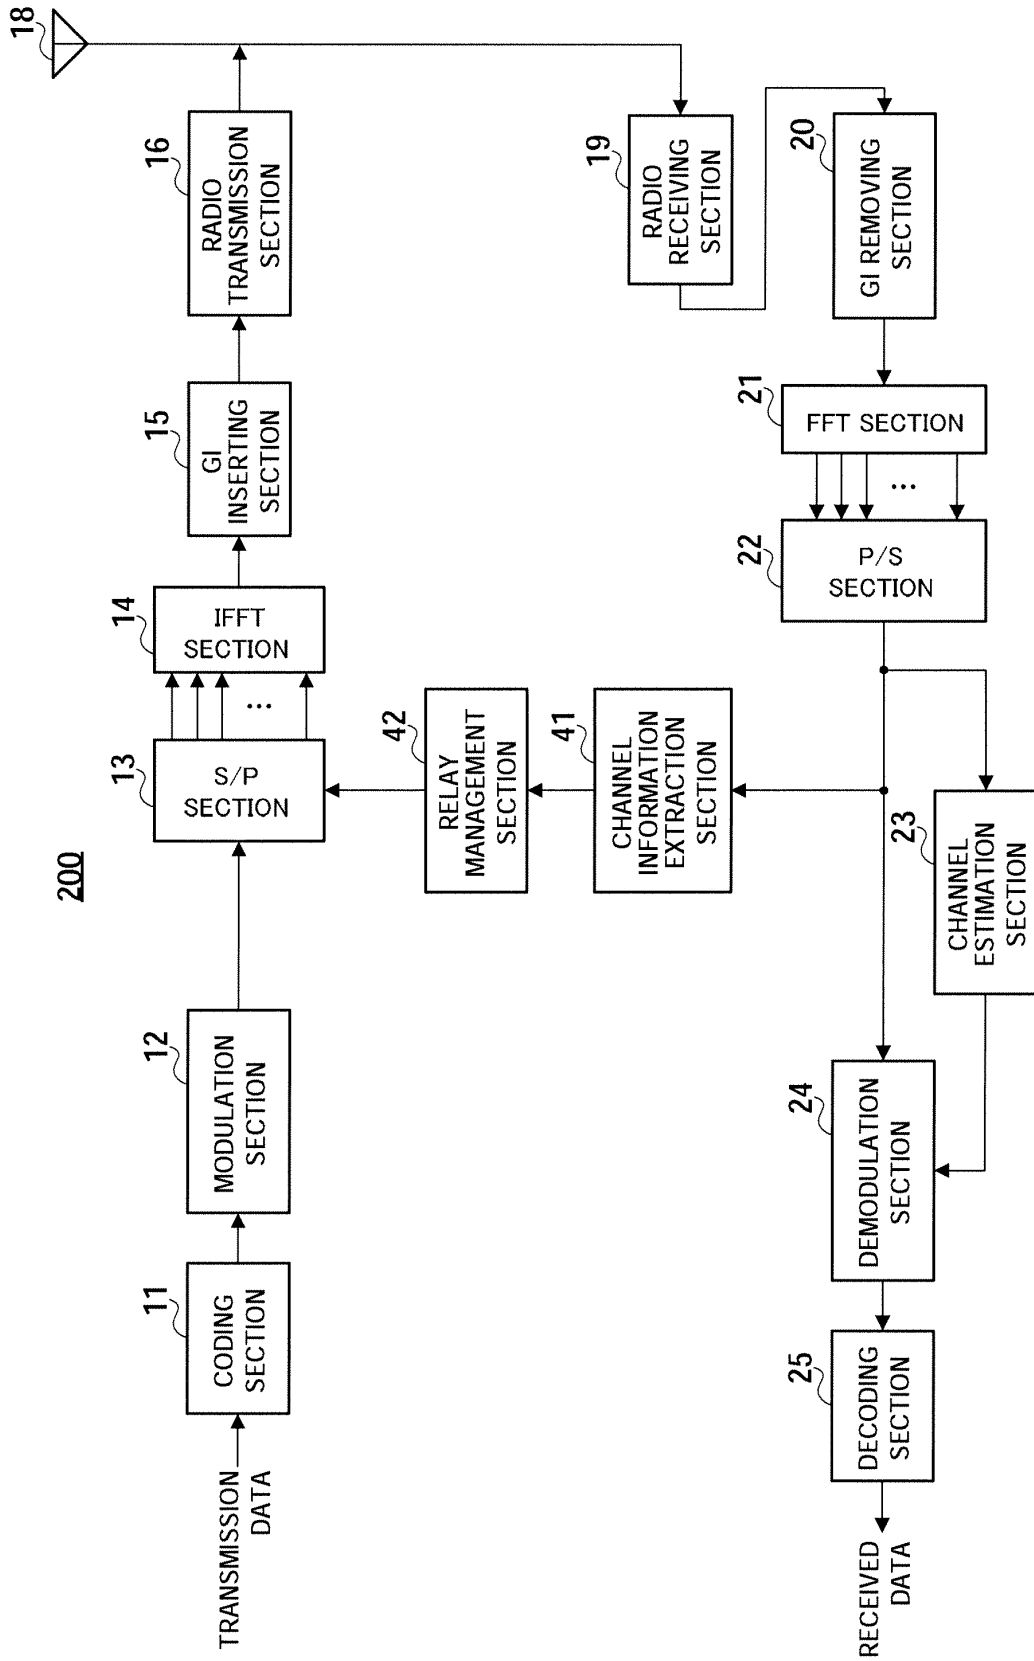 200
TRANSMISSION
DATA
11
CODING
SECTION
12
MODULATION
SECTION
13
S/P
SECTION
...
14
IFFT
SECTION
15
GI
INSERTING
SECTION
16
RADIO
TRANSMISSION
SECTION
18
42
RELAY
MANAGEMENT
SECTION
41
CHANNEL
INFORMATION
EXTRACTION
SECTION
19
RADIO
RECEIVING
SECTION
20
GI REMOVING
SECTION
21
FFT SECTION
...
22
P/S
SECTION
23
CHANNEL
ESTIMATION
SECTION
24
DEMODULATION
SECTION
25
DECODING
SECTION
RECEIVED
DATA